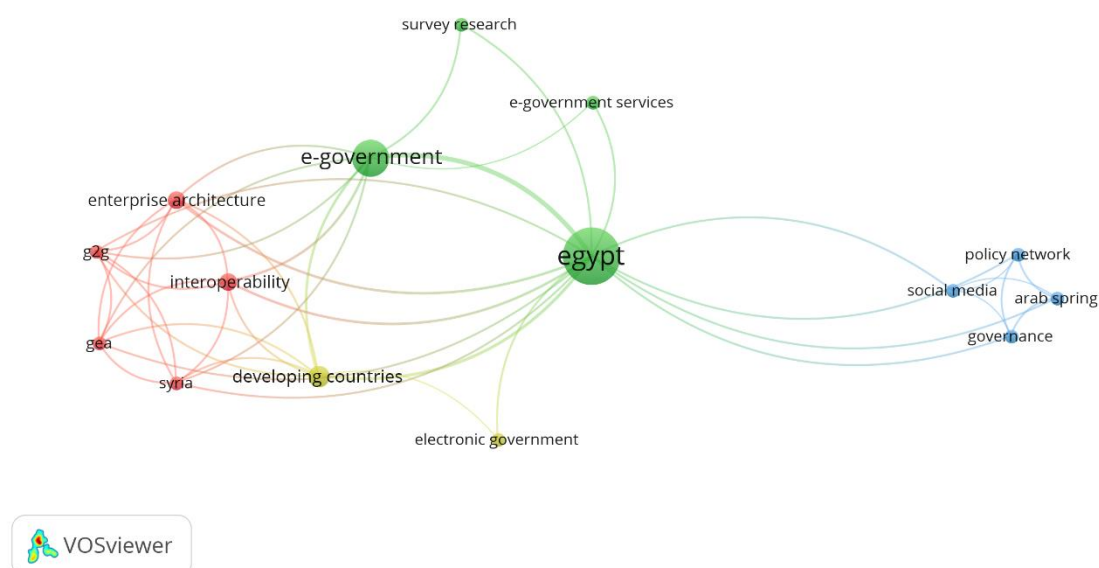 survey research
e-government services
e-government
enterprise architecture
g2g
egypt
policy network
interoperability
social media
arab spring
governance
gea
developing countries
syria
electronic government
VOSviewer